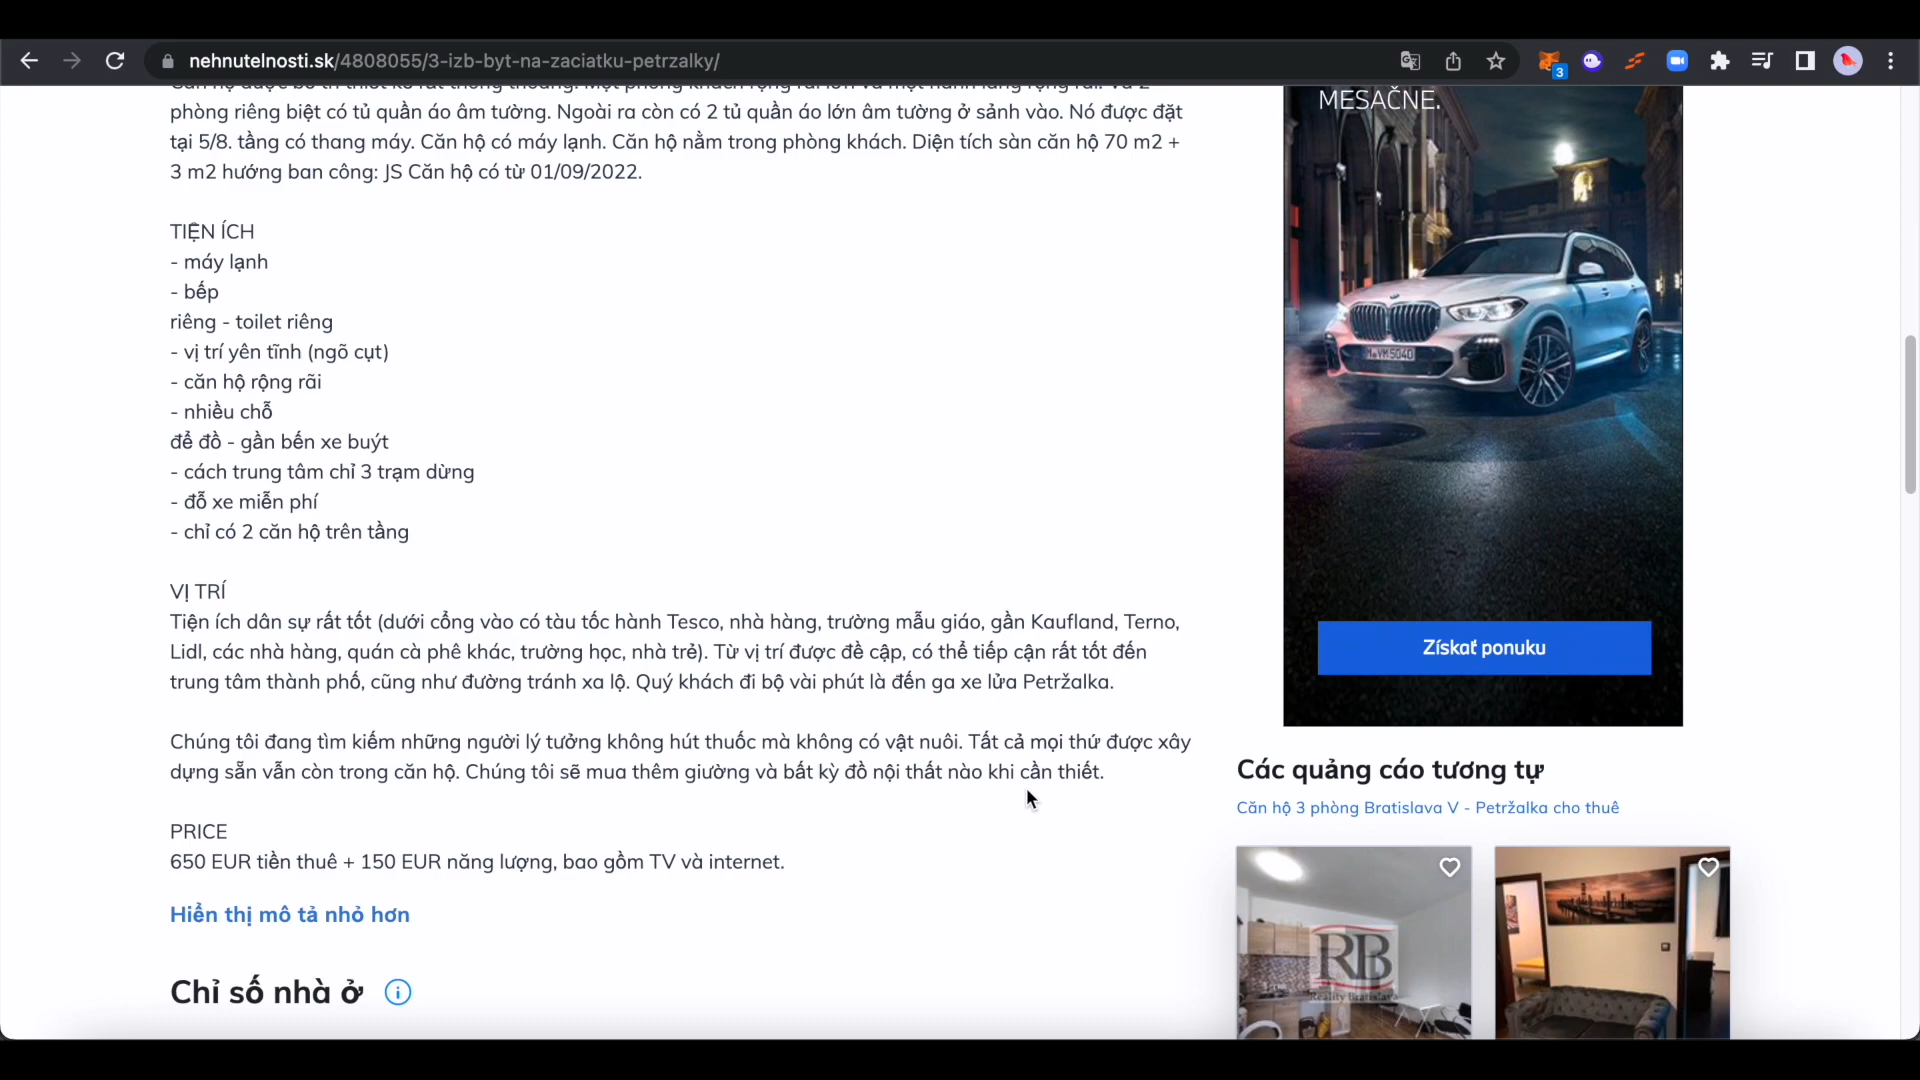 nehnutelnosti.sk/4808055/3-izb-byt-na-zaciatku-petrzalky/
3
phòng riêng biệt có tủ quần áo âm tường. Ngoài ra còn có 2 tủ quần áo lớn âm tường ở sảnh vào. Nó được đặt
tại 5/8. tầng có thang máy. Căn hộ có máy lạnh. Căn hộ nằm trong phòng khách. Diện tích sàn căn hộ 70 m2 +
3 m2 hướng ban công: JS Căn hộ có từ 01/09/2022.
TIỆN ÍCH
- máy lạnh
- bếp
riêng - toilet riêng
- vị trí yên tĩnh (ngõ cụt)
- căn hộ rộng rãi
- nhiều chỗ
để đồ - gần bến xe buýt
- cách trung tâm chỉ 3 trạm dừng
- đỗ xe miễn phí
- chỉ có 2 căn hộ trên tầng
VỊ TRÍ
Tiện ích dân sự rất tốt (dưới cổng vào có tàu tốc hành Tesco, nhà hàng, trường mẫu giáo, gần Kaufland, Terno,
Lidl, các nhà hàng, quán cà phê khác, trường học, nhà trẻ). Từ vị trí được đề cập, có thể tiếp cận rất tốt đến
trung tâm thành phố, cũng như đường tránh xa lộ. Quý khách đi bộ vài phút là đến ga xe lửa Petržalka.
Chúng tôi đang tìm kiếm những người lý tưởng không hút thuốc mà không có vật nuôi. Tất cả mọi thứ được xây
dựng sẵn vẫn còn trong căn hộ. Chúng tôi sẽ mua thêm giường và bất kỳ đồ nội thất nào khi cần thiết.
PRICE
650 EUR tiền thuê + 150 EUR năng lượng, bao gồm TV và internet.
Hiển thị mô tả nhỏ hơn
Chỉ số nhà ở
MESAČNE.
M VM 5040
Získať ponuku
Các quảng cáo tương tự
Căn hộ 3 phòng Bratislava V - Petržalka cho thuê
RB
Reality Bratislava